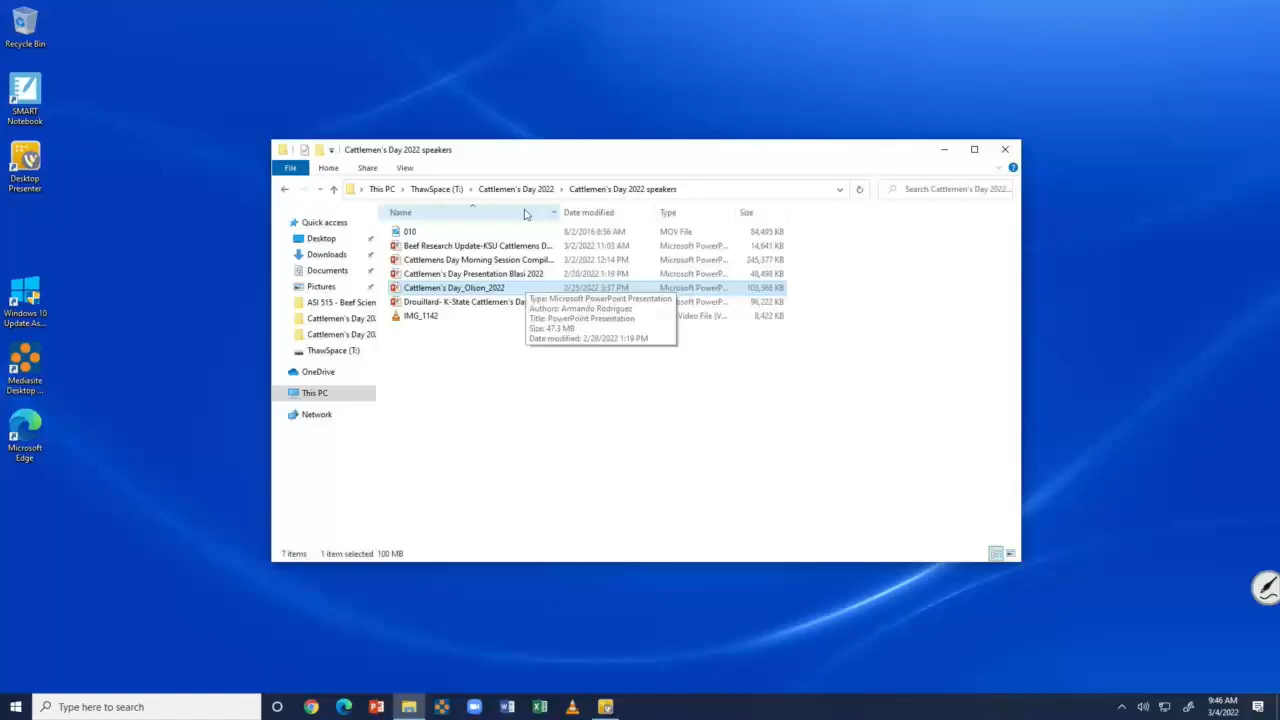 Recycle Bin
SMART
Notebook
Desktop
Presenter
Windows 10
Update As...
Mediasite
Desktop ...
Microsoft
Edge
Cattlemen's Day 2022 speakers
File Home Share View
This PC > ThawSpace (T:) > Cattlemen's Day 2022 > Cattlemen's Day 2022 speakers
Search Cattlemen's Day 2022...
Name Date modified Type Size
Quick access
Desktop
Downloads
Documents
Pictures
ASI 515 - Beef Scien
Cattlemen's Day 202
Cattlemen's Day 202
ThawSpace (T:)
OneDrive
This PC
Network
010 8/2/2016 8:56 AM MOV File 84,495 KB
Beef Research Update-KSU Cattlemens D... 3/2/2022 11:03 AM Microsoft PowerP... 14,641 KB
Cattlemens Day Morning Session Compil... 3/2/2022 12:14 PM Microsoft PowerP... 245,377 KB
Cattlemen's Day Presentation Blasi 2022 2/28/2022 1:19 PM Microsoft PowerP... 48,498 KB
Cattlemen's Day_Olson_2022 2/25/2022 3:37 PM Microsoft PowerP... 103,368 KB
Drouillard- K-State Cattlemen's Da 96,222 KB
IMG_1142 Video File (V... 8,422 KB
Type: Microsoft PowerPoint Presentation
Authors: Armando Rodriguez
Title: PowerPoint Presentation
Size: 47.3 MB
Date modified: 2/28/2022 1:19 PM
7 items 1 item selected 100 MB
Type here to search
9:46 AM
3/4/2022